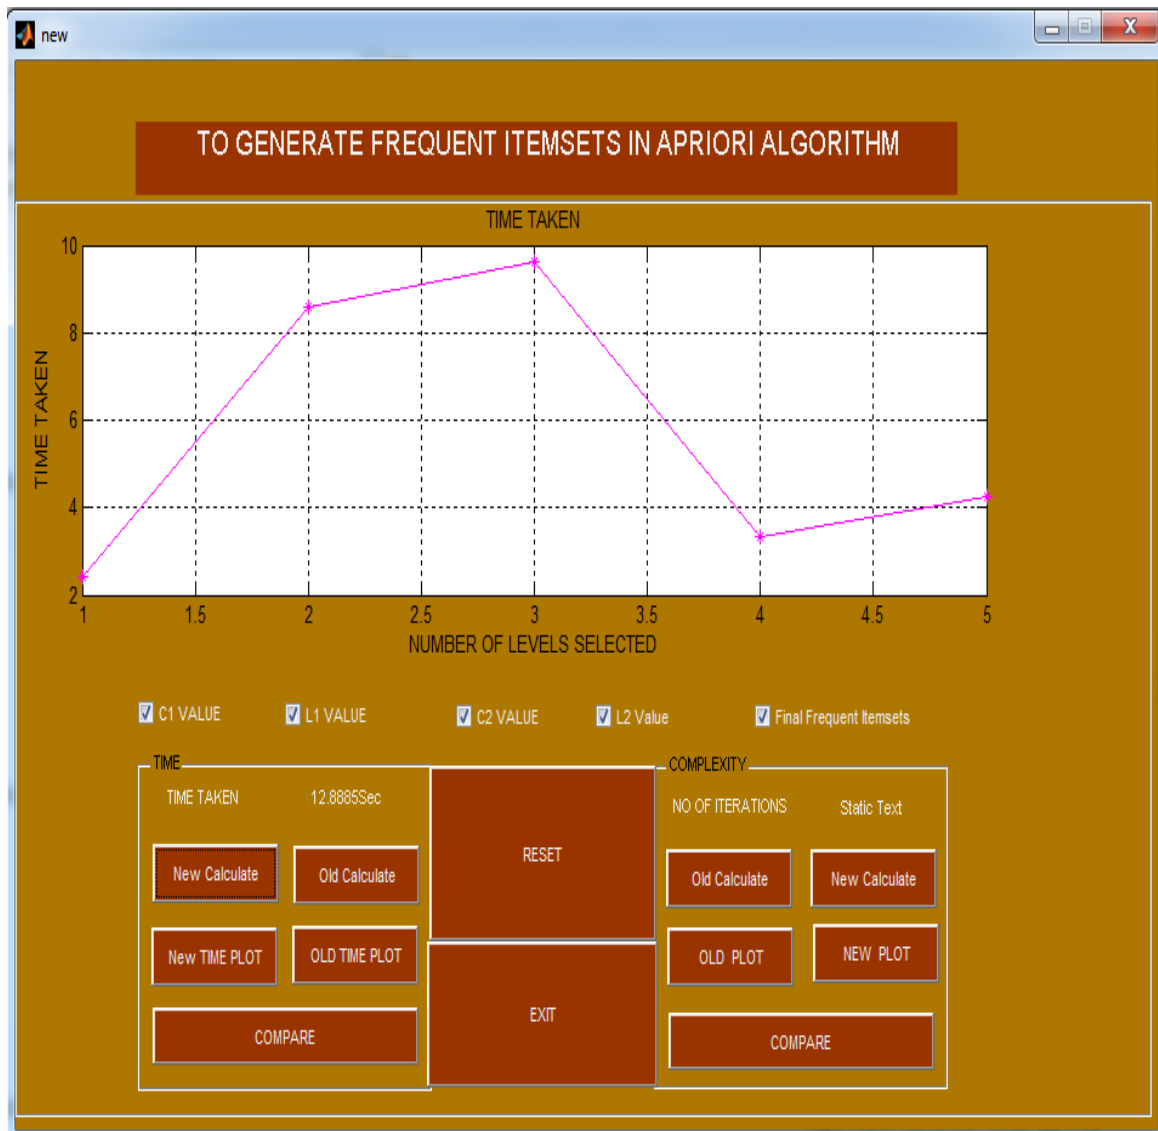 new
TO GENERATE FREQUENT ITEMSETS IN APRIORI ALGORITHM
TIME TAKEN
10
8
6
4
2
TIME TAKEN
1 1.5 2 2.5 3 3.5 4 4.5 5
NUMBER OF LEVELS SELECTED
C1 VALUE L1 VALUE C2 VALUE L2 Value Final Frequent Itemsets
TIME
TIME TAKEN 12.8885Sec
New Calculate Old Calculate
New TIME PLOT OLD TIME PLOT
COMPARE
RESET
EXIT
COMPLEXITY
NO OF ITERATIONS Static Text
Old Calculate New Calculate
OLD PLOT NEW PLOT
COMPARE